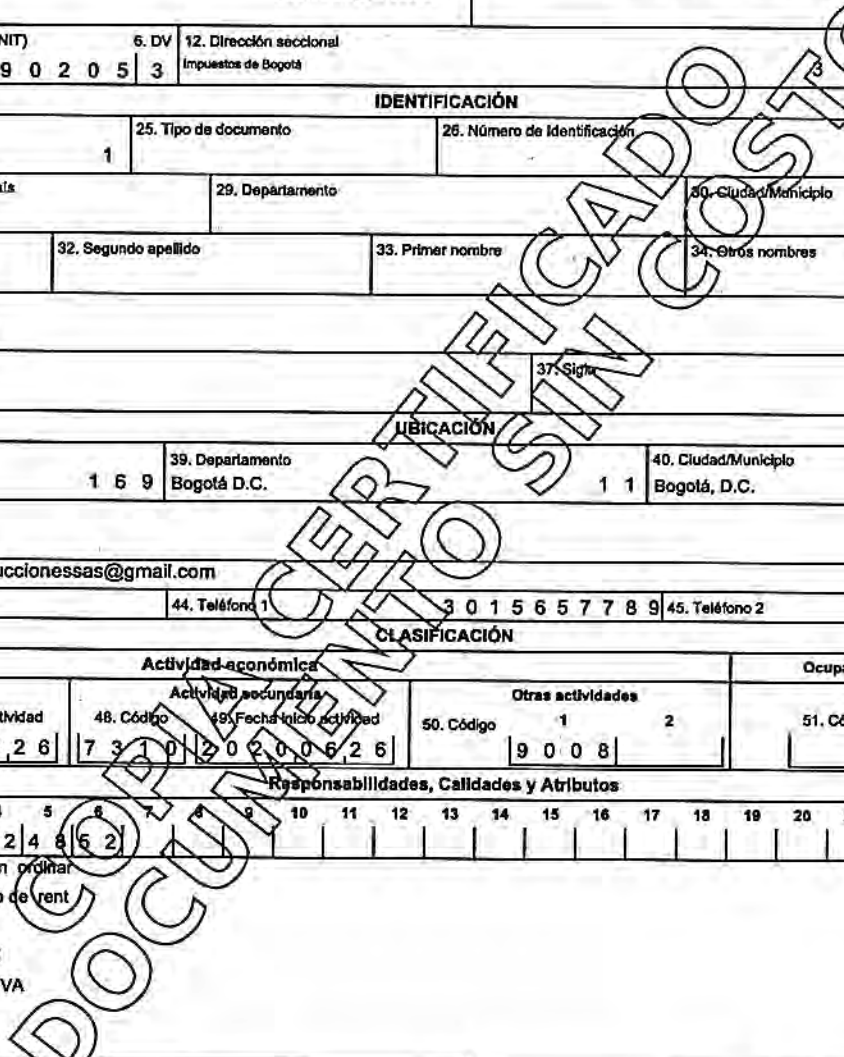 NIT) 6. DV 12. Dirección seccional
9 0 2 0 5 3 Impuestos de Bogotá 3
IDENTIFICACIÓN
25. Tipo de documento 26. Número de Identificación
1
29. Departamento 30. Ciudad/Municipio
32. Segundo apellido 33. Primer nombre 34. Otros nombres
37. Sigla
UBICACIÓN
39. Departamento 40. Ciudad/Municipio
1 6 9 Bogotá D.C. 1 1 Bogotá, D.C.
uccionessas@gmail.com
44. Teléfono 1 3 0 1 5 6 5 7 7 8 9 45. Teléfono 2
CLASIFICACIÓN
Actividad económica Ocupa
Actividad secundaria Otras actividades
tividad 48. Código 49. Fecha inicio actividad 50. Código 1 2 51. Có
2 6 7 3 1 0 2 0 2 0 0 6 2 6 9 0 0 8
Responsabilidades, Calidades y Atributos
5 6 7 8 9 10 11 12 13 14 15 16 17 18 19 20
2 4 8 5 2
n ordinar
o de rent
VA
COPIA CERTIFICADO
DOCUMENTO SIN COSTO